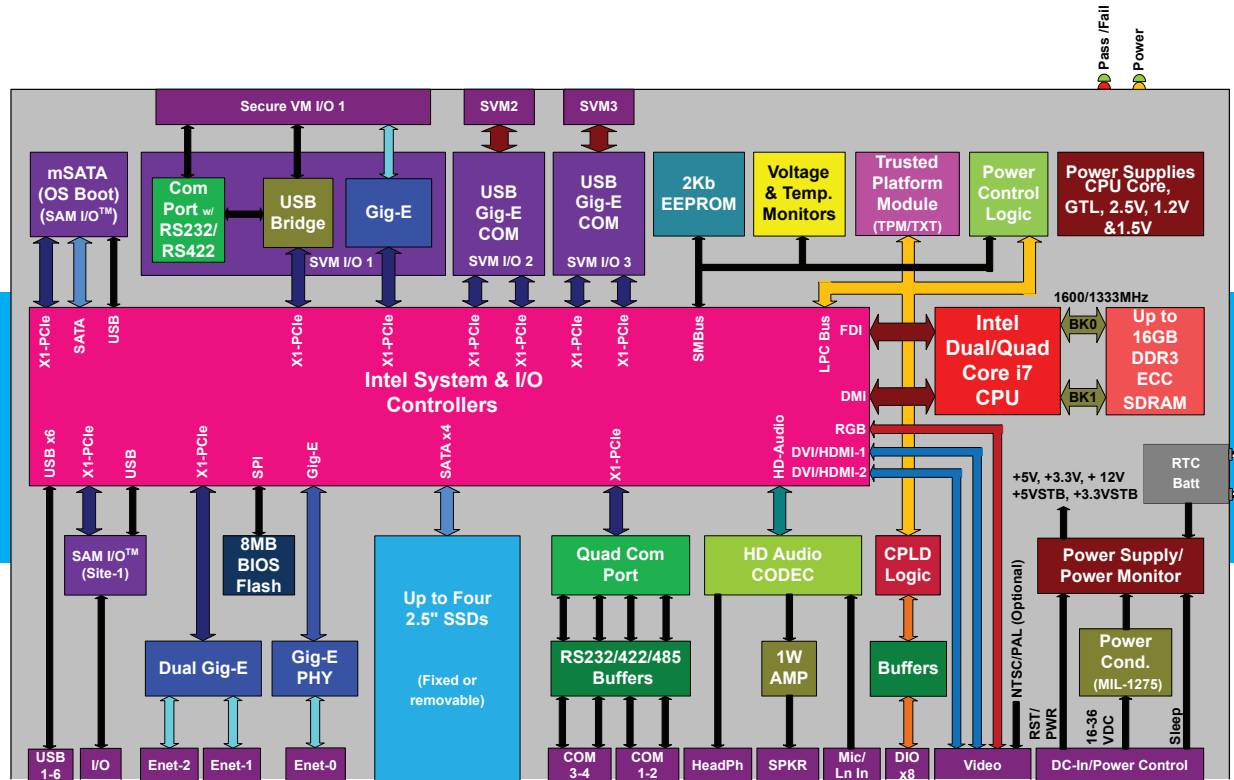 Pass /Fail
Power
Secure VM I/O 1
SVM2
SVM3
mSATA
(OS Boot)
(SAM I/O™)
Com
Port w/
RS232/
RS422
USB
Bridge
Gig-E
SVM I/O 1
USB
Gig-E
COM
SVM I/O 2
USB
Gig-E
COM
SVM I/O 3
2Kb
EEPROM
Voltage
& Temp.
Monitors
Trusted
Platform
Module
(TPM/TXT)
Power
Control
Logic
Power Supplies
CPU Core,
GTL, 2.5V, 1.2V
&1.5V
X1-PCIe
SATA
USB
X1-PCIe
X1-PCIe
X1-PCIe
X1-PCIe
X1-PCIe
X1-PCIe
SMBus
LPC Bus
FDI
DMI
RGB
DVI/HDMI-1
DVI/HDMI-2
Intel System & I/O
Controllers
Intel
Dual/Quad
Core i7
CPU
1600/1333MHz
BK0
BK1
Up to
16GB
DDR3
ECC
SDRAM
USB x6
X1-PCIe
USB
X1-PCIe
SPI
Gig-E
SATA x4
X1-PCIe
HD-Audio
+5V, +3.3V, + 12V
+5VSTB, +3.3VSTB
RTC
Batt
SAM I/O™
(Site-1)
8MB
BIOS
Flash
Up to Four
2.5" SSDs
(Fixed or
removable)
Quad Com
Port
HD Audio
CODEC
CPLD
Logic
Power Supply/
Power Monitor
Dual Gig-E
Gig-E
PHY
RS232/422/485
Buffers
1W
AMP
Buffers
NTSC/PAL (Optional)
Power
Cond.
(MIL-1275)
RST/
PWR
16-36
VDC
Sleep
USB
1-6
I/O
Enet-2
Enet-1
Enet-0
COM
3-4
COM
1-2
HeadPh
SPKR
Mic/
Ln In
DIO
x8
Video
DC-In/Power Control